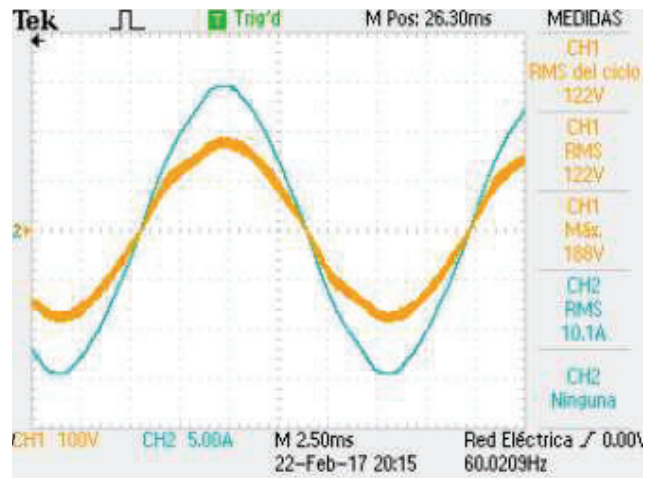 Tek T Trig'd M Pos: 26.30ms MEDIDAS
CH1
RMS del ciclo
122V
CH1
RMS
122V
CH1
Máx.
188V
CH2
RMS
10.1A
CH2
Ninguna
2
CH1 100V CH2 5.00A M 2.50ms Red Eléctrica 0.00V
22-Feb-17 20:15 60.0209Hz